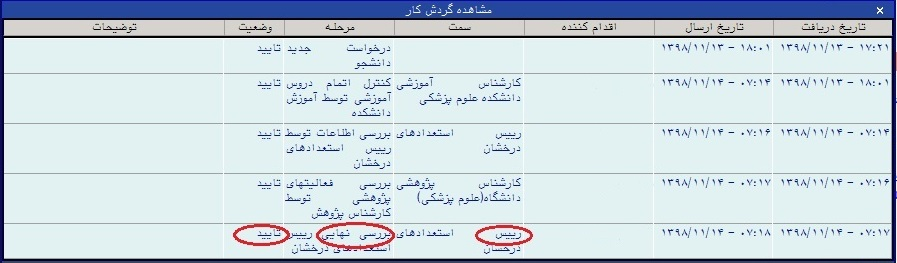 مشاهده گردش کار
تاریخ دریافت تاریخ ارسال اقدام کننده سمت مرحله وضعیت توضیحات
۱۳۹۸/۱۱/۱۳ - ۱۷:۲۱ ۱۳۹۸/۱۱/۱۳ - ۱۸:۰۱ درخواست جدید تایید
دانشجو
۱۳۹۸/۱۱/۱۳ - ۱۸:۰۱ ۱۳۹۸/۱۱/۱۴ - ۰۷:۱۴ کارشناس آموزشی کنترل اتمام دروس تایید
دانشکده علوم پزشکی آموزشی توسط آموزش
دانشکده
۱۳۹۸/۱۱/۱۴ - ۰۷:۱۴ ۱۳۹۸/۱۱/۱۴ - ۰۷:۱۶ رییس استعدادهای بررسی اطلاعات توسط تایید
درخشان رییس استعدادهای
درخشان
۱۳۹۸/۱۱/۱۴ - ۰۷:۱۶ ۱۳۹۸/۱۱/۱۴ - ۰۷:۱۷ کارشناس پژوهشی بررسی فعالیتهای تایید
دانشگاه(علوم پزشکی) پژوهشی توسط
کارشناس پژوهش
۱۳۹۸/۱۱/۱۴ - ۰۷:۱۷ ۱۳۹۸/۱۱/۱۴ - ۰۷:۱۸ رییس استعدادهای بررسی نهایی رییس تایید
درخشان استعدادهای درخشان